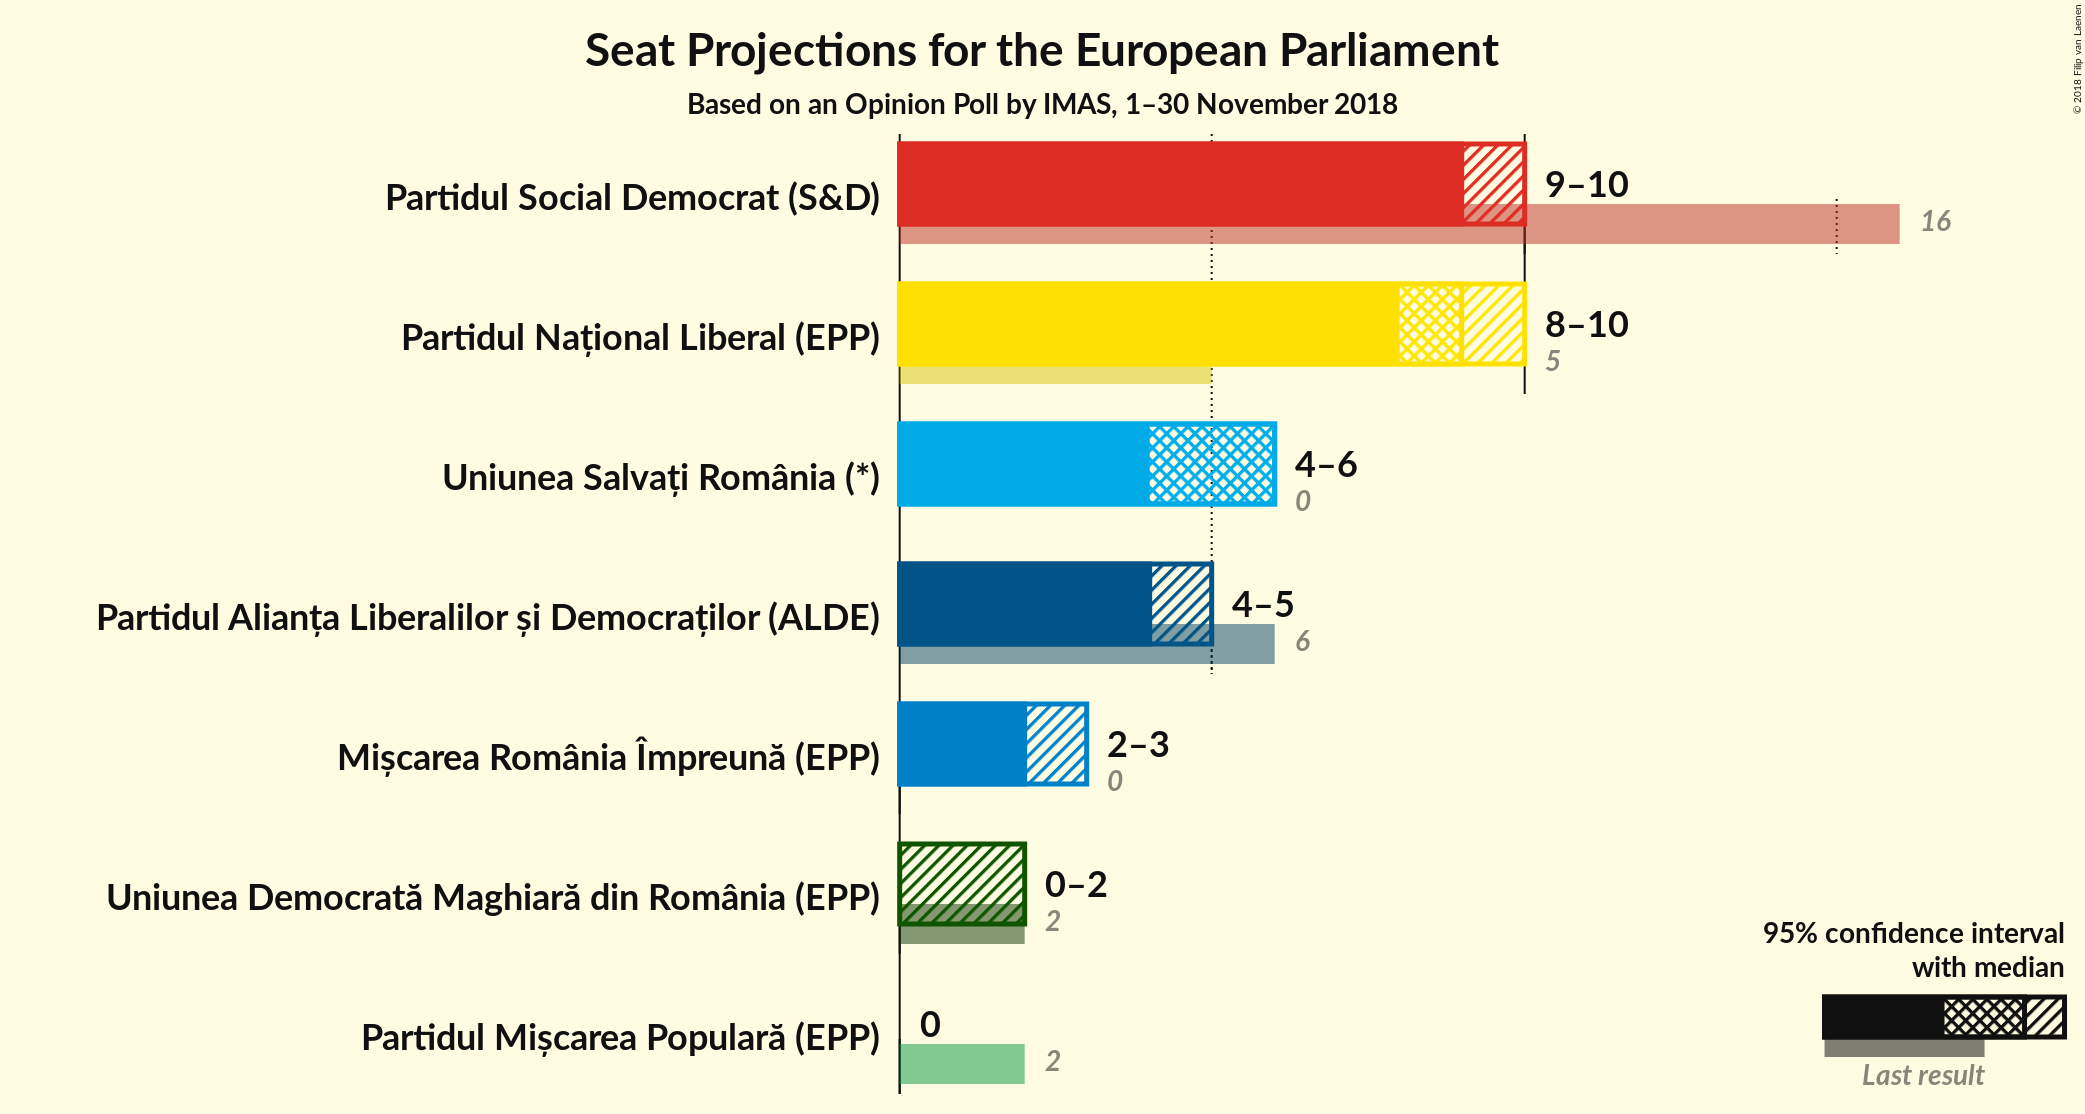 Seat Projections for the European Parliament
Based on an Opinion Poll by IMAS, 1–30 November 2018
© 2018 Filip van Laenen
Partidul Social Democrat (S&D)
9–10
16
Partidul Național Liberal (EPP)
8–10
5
Uniunea Salvați România (*)
4–6
0
Partidul Alianța Liberalilor și Democraților (ALDE)
4–5
6
Mișcarea România Împreună (EPP)
2–3
0
Uniunea Democrată Maghiară din România (EPP)
0–2
2
Partidul Mișcarea Populară (EPP)
0
2
95% confidence interval
with median
Last result